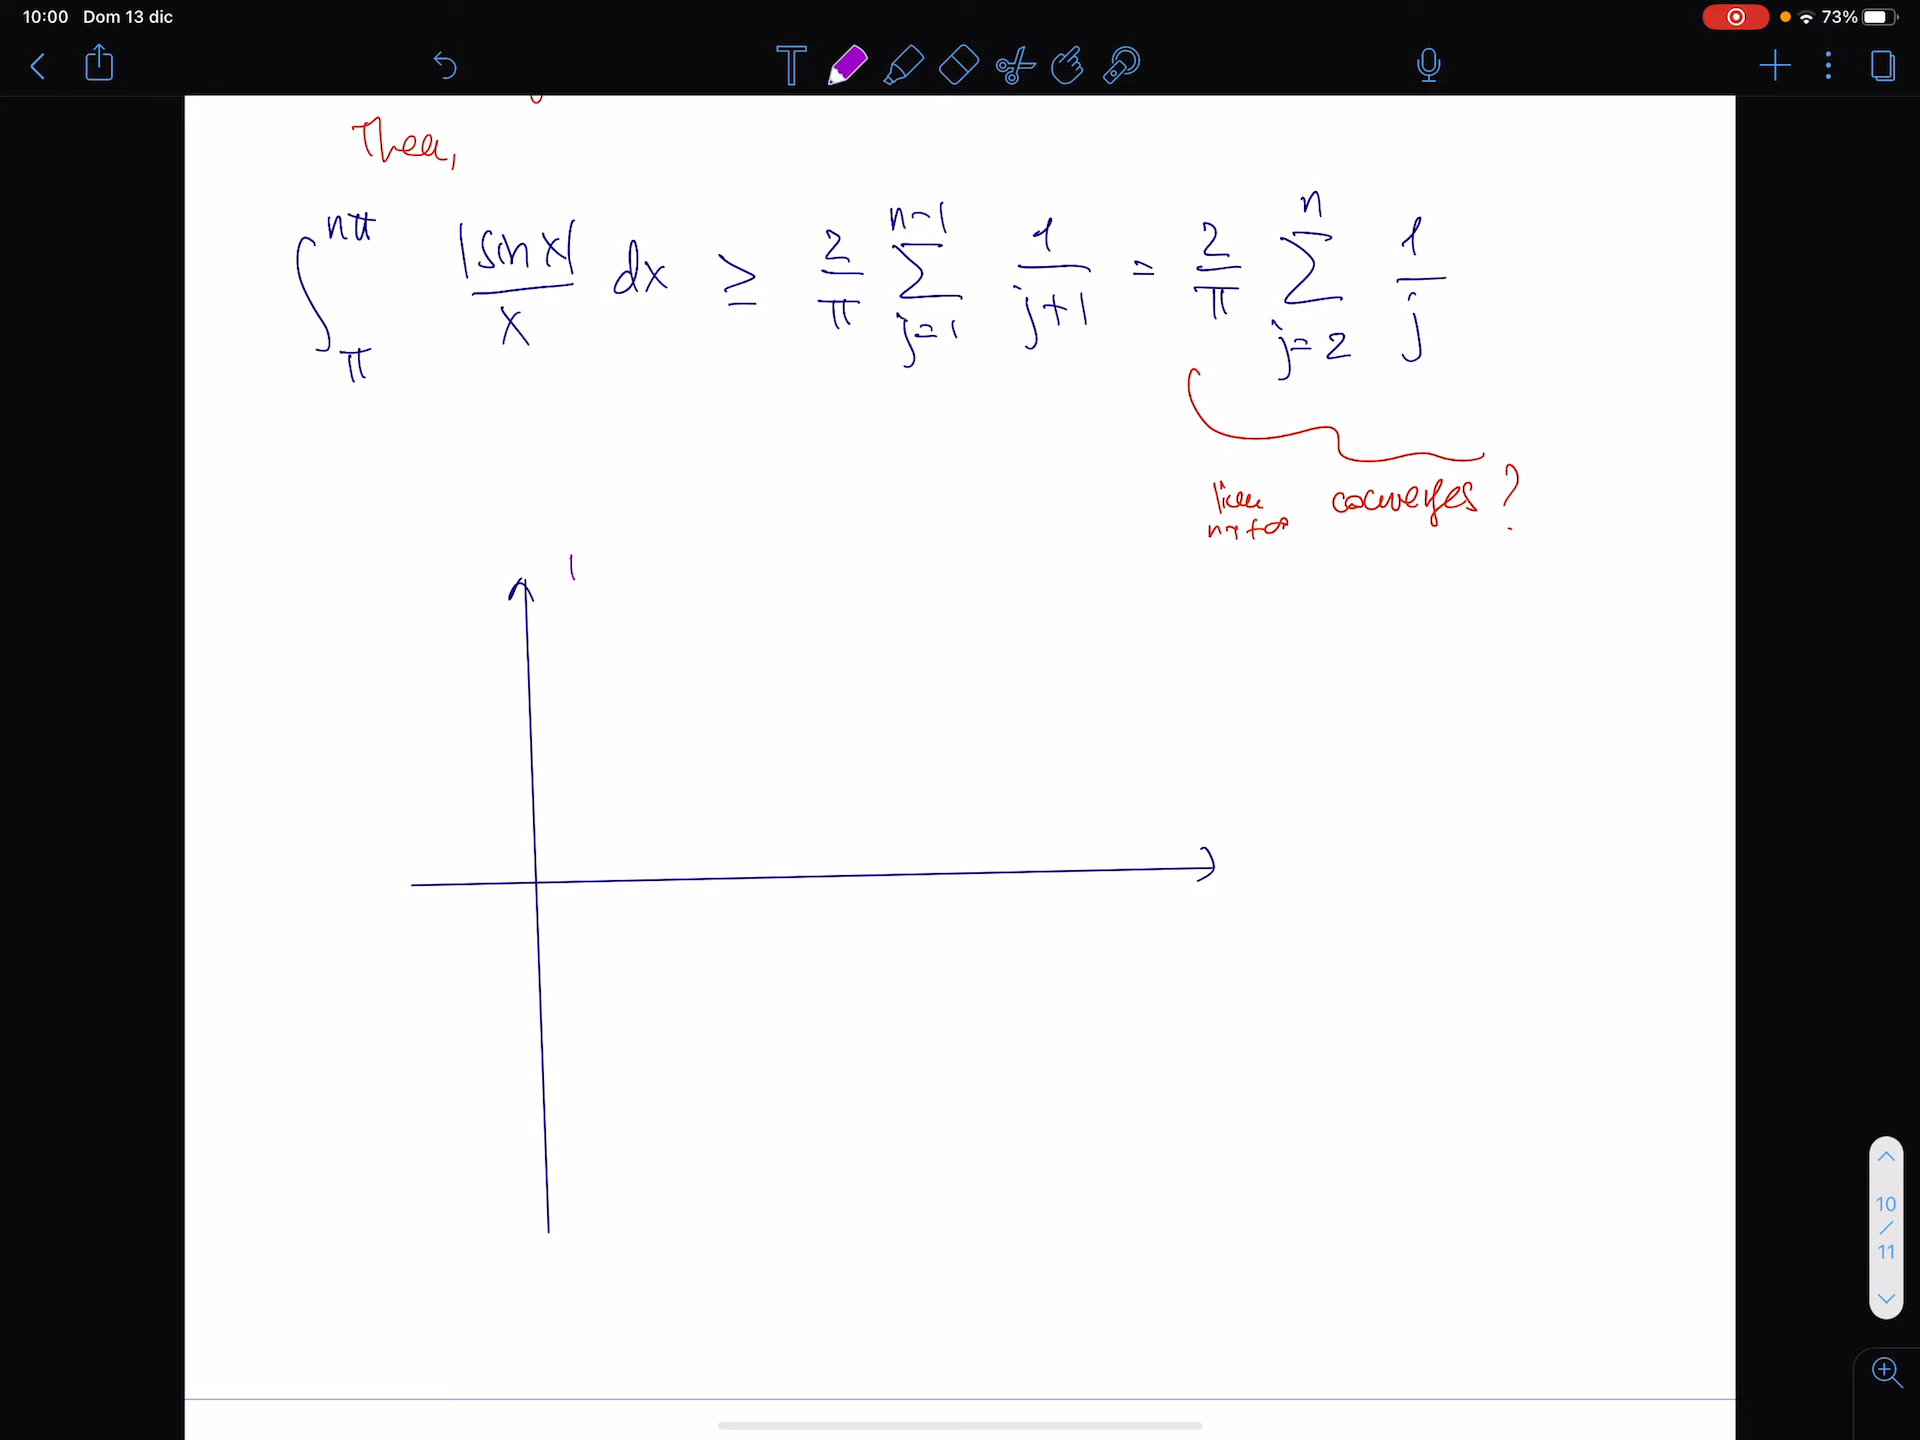 10:00 Dom 13 dic 73%
Then,
∫_π^{nπ} |sin x|/x dx ≥ 2/π ∑_{j=1}^{n-1} 1/(j+1) = 2/π ∑_{j=2}^{n} 1/j
lim_{n→+∞} converges?
10
/
11